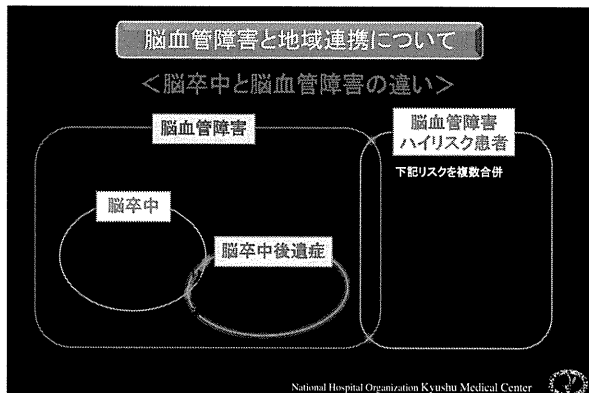 脳血管障害と地域連携について
＜脳卒中と脳血管障害の違い＞
脳血管障害
脳血管障害
ハイリスク患者
下記リスクを複数合併
脳卒中
脳卒中後遺症
National Hospital Organization Kyushu Medical Center